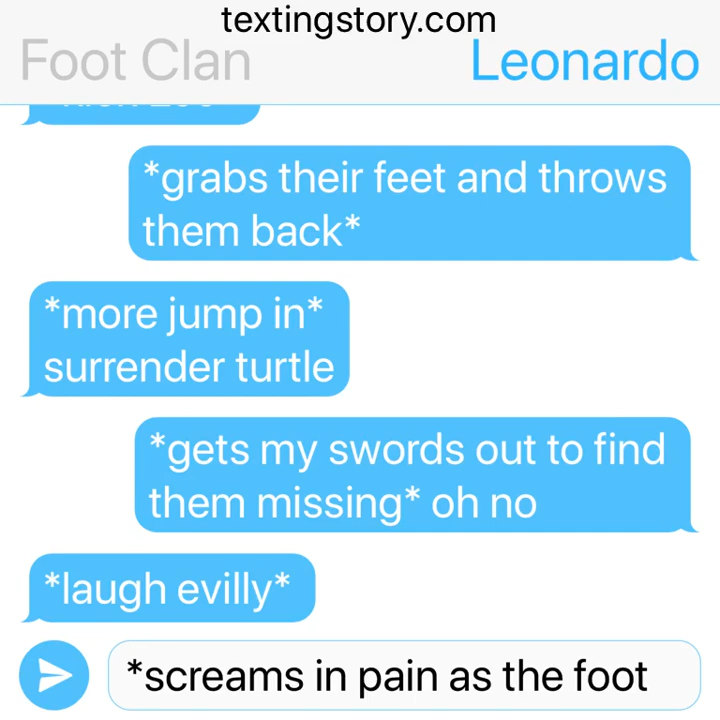 textingstory.com
Foot Clan
Leonardo
*grabs their feet and throws
them back*
*more jump in*
surrender turtle
*gets my swords out to find
them missing* oh no
*laugh evilly*
*screams in pain as the foot